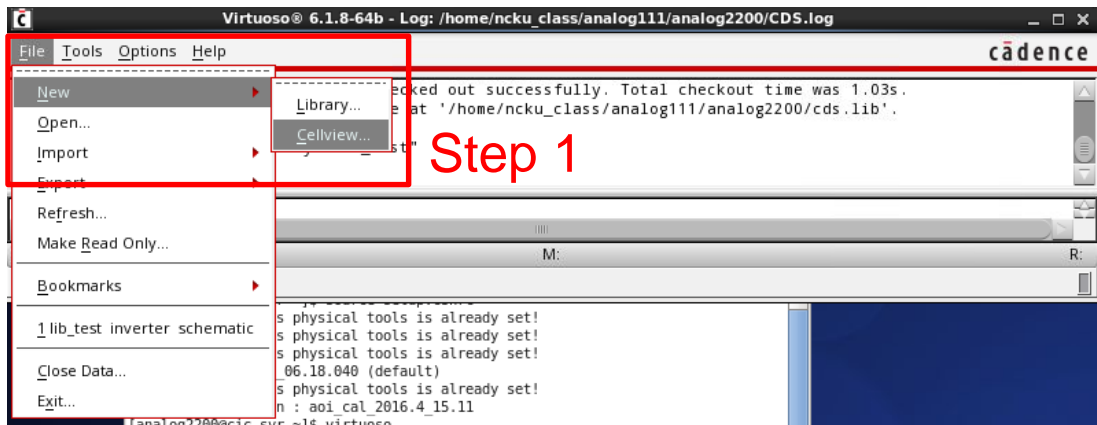 Virtuoso® 6.1.8-64b - Log: /home/ncku_class/analog111/analog2200/CDS.log
File Tools Options Help
cādence
New
Library...
Cellview...
ecked out successfully. Total checkout time was 1.03s.
e at '/home/ncku_class/analog111/analog2200/cds.lib'.
st"
Step 1
Open...
Import
Export
Refresh...
Make Read Only...
M:
R:
Bookmarks
1 lib_test inverter schematic
Close Data...
Exit...
s physical tools is already set!
s physical tools is already set!
s physical tools is already set!
_06.18.040 (default)
s physical tools is already set!
n : aoi_cal_2016.4_15.11
[analog2200@cic_svr ~]$ virtuoso